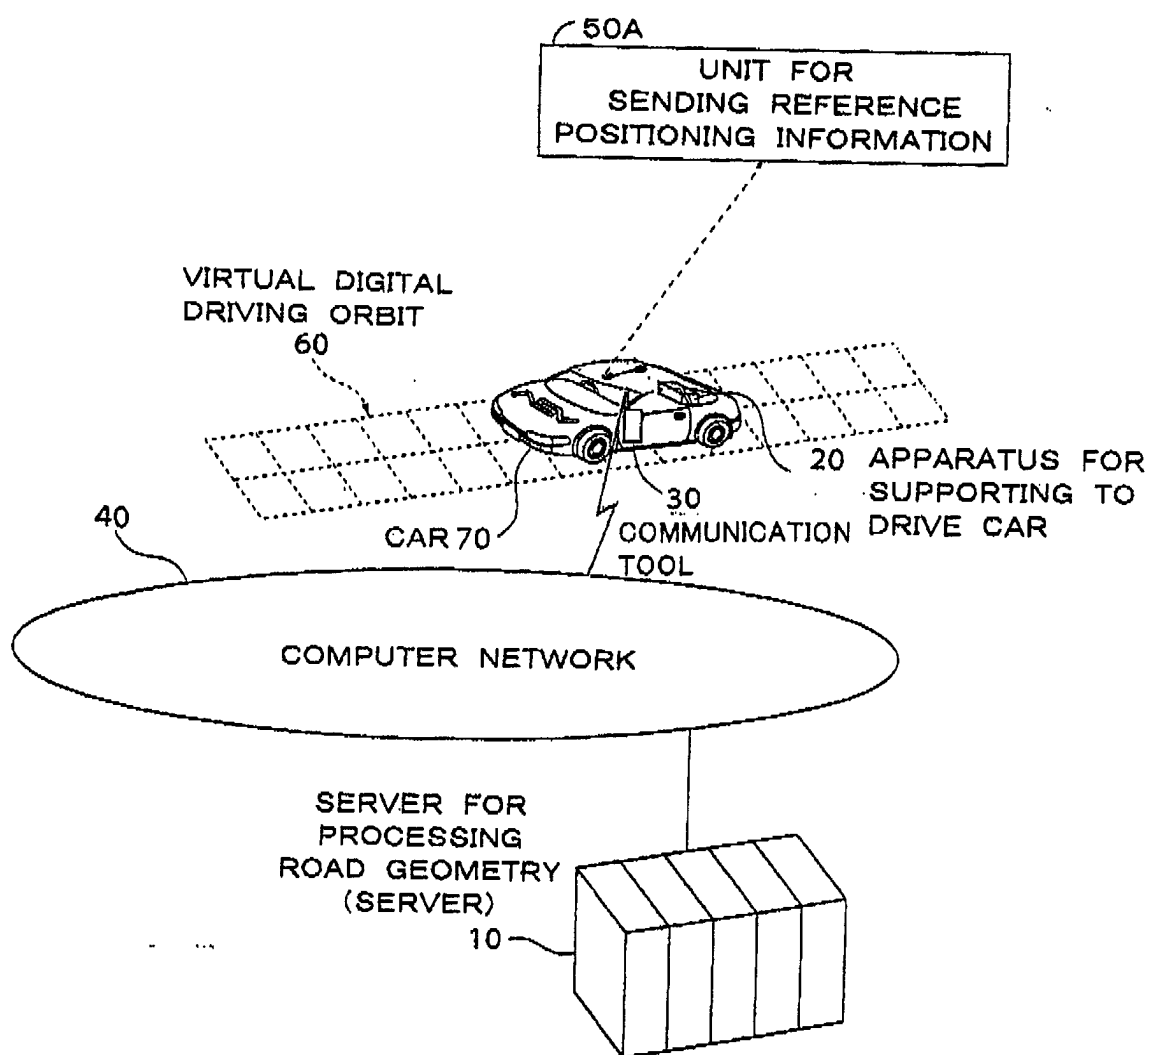 50A
UNIT FOR
SENDING REFERENCE
POSITIONING INFORMATION
VIRTUAL DIGITAL
DRIVING ORBIT
60
20 APPARATUS FOR
SUPPORTING TO
DRIVE CAR
30
COMMUNICATION
TOOL
CAR 70
40
COMPUTER NETWORK
SERVER FOR
PROCESSING
ROAD GEOMETRY
(SERVER)
10